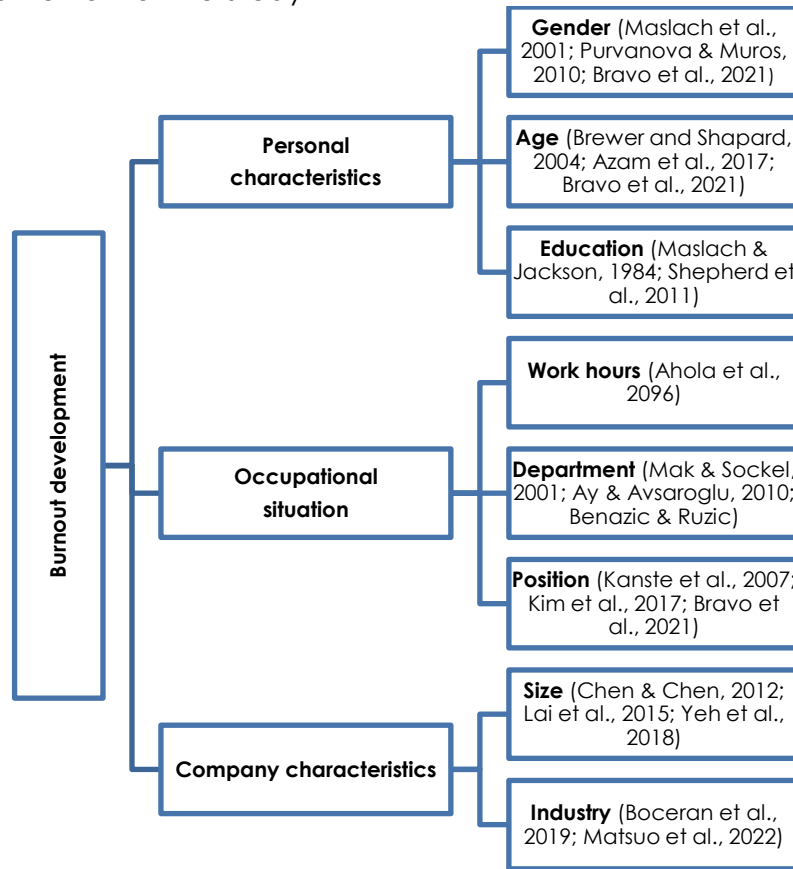 Burnout development
Personal
characteristics
Gender (Maslach et al.,
2001; Purvanova & Muros,
2010; Bravo et al., 2021)
Age (Brewer and Shapard,
2004; Azam et al., 2017;
Bravo et al., 2021)
Education (Maslach &
Jackson, 1984; Shepherd et
al., 2011)
Occupational
situation
Work hours (Ahola et al.,
2096)
Department (Mak & Sockel,
2001; Ay & Avsaroglu, 2010;
Benazic & Ruzic)
Position (Kanste et al., 2007;
Kim et al., 2017; Bravo et
al., 2021)
Company characteristics
Size (Chen & Chen, 2012;
Lai et al., 2015; Yeh et al.,
2018)
Industry (Boceran et al.,
2019; Matsuo et al., 2022)